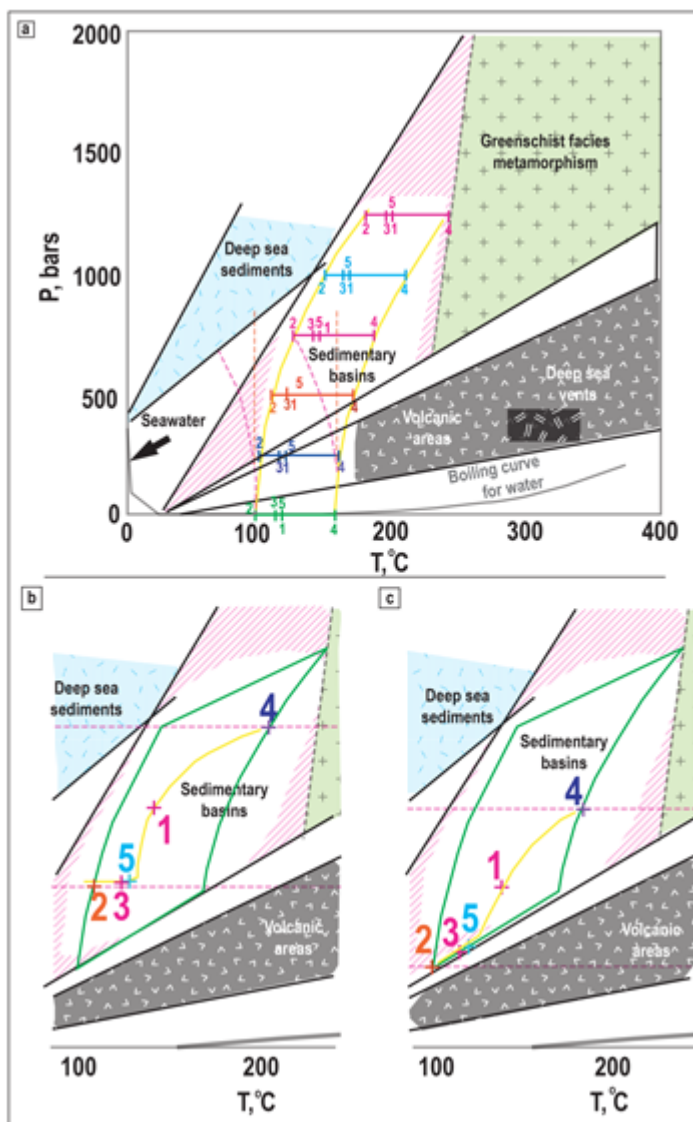 a
2000
1500
1000
500
0
P, bars
Greenschist facies
metamorphism
Deep sea
sediments
5
2 31 4
5
2 31 4
2 3 5 1 4
Sedimentary
basins
5
2 31 4
Seawater
Deep sea
vents
Volcanic
areas
2 5
31 4
Boiling curve
for water
2 3 5
1 4
0 100 200 300 400
T,°C
b
Deep sea
sediments
4
Sedimentary
basins
1
5
2 3
Volcanic
areas
100 200
T,°C
c
Deep sea
sediments
Sedimentary
basins
4
1
2 3 5
Volcanic
areas
100 200
T,°C